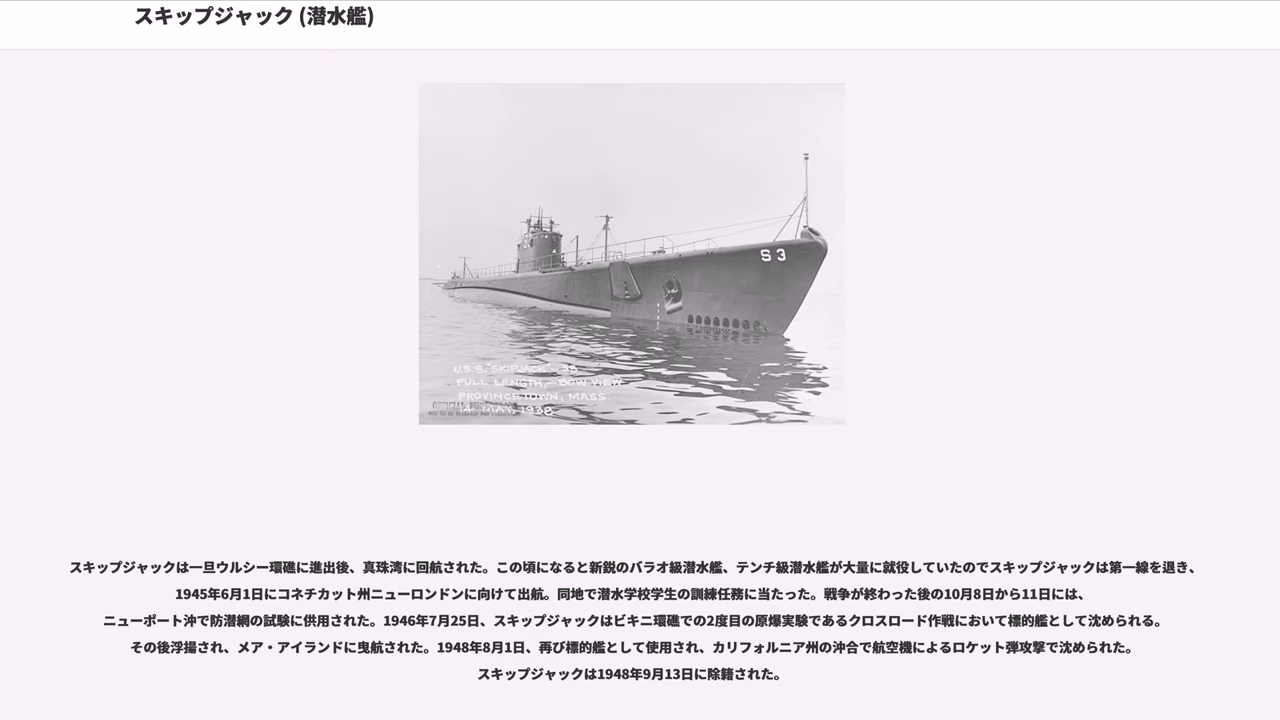 スキップジャック (潜水艦)
S3
U.S.S. "SKIPJACK"
FULL LENGTH,—BOW VIEW
PROVINCETOWN, MASS.
MAY 1938
スキップジャックは一旦ウルシー環礁に進出後、真珠湾に回航された。この頃になると新鋭のバラオ級潜水艦、テンチ級潜水艦が大量に就役していたのでスキップジャックは第一線を退き、
1945年6月1日にコネチカット州ニューロンドンに向けて出航。同地で潜水学校学生の訓練任務に当たった。戦争が終わった後の10月8日から11日には、
ニューポート沖で防潜網の試験に供用された。1946年7月25日、スキップジャックはビキニ環礁での2度目の原爆実験であるクロスロード作戦において標的艦として沈められる。
その後浮揚され、メア・アイランドに曳航された。1948年8月1日、再び標的艦として使用され、カリフォルニア州の沖合で航空機によるロケット弾攻撃で沈められた。
スキップジャックは1948年9月13日に除籍された。